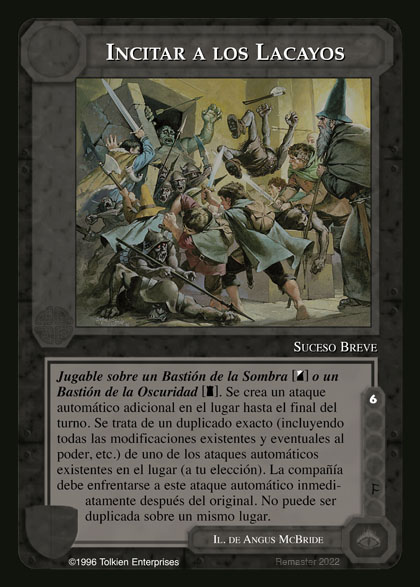 Incitar a los Lacayos
Suceso Breve
Jugable sobre un Bastión de la Sombra [] o un
Bastión de la Oscuridad []. Se crea un ataque
automático adicional en el lugar hasta el final del
turno. Se trata de un duplicado exacto (incluyendo
todas las modificaciones existentes y eventuales al
poder, etc.) de uno de los ataques automáticos
existentes en el lugar (a tu elección). La compañía
debe enfrentarse a este ataque automático inmedi-
atamente después del original. No puede ser
duplicada sobre un mismo lugar.
6
F
Il. de Angus McBride
©1996 Tolkien Enterprises
Remaster 2022